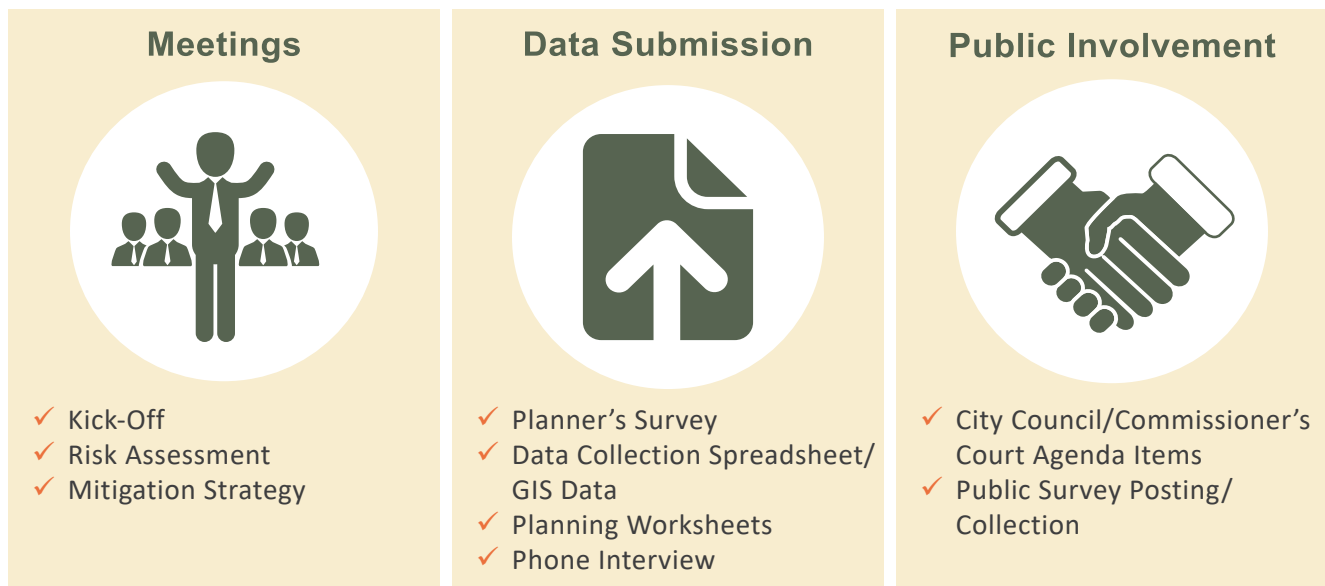 Meetings
✓ Kick-Off
✓ Risk Assessment
✓ Mitigation Strategy
Data Submission
✓ Planner’s Survey
✓ Data Collection Spreadsheet/
GIS Data
✓ Planning Worksheets
✓ Phone Interview
Public Involvement
✓ City Council/Commissioner’s
Court Agenda Items
✓ Public Survey Posting/
Collection